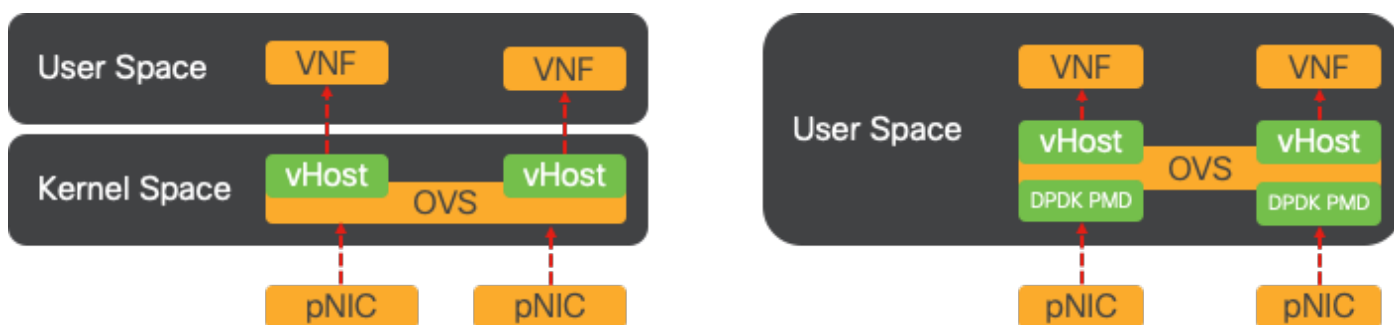 User Space
VNF
VNF
Kernel Space
vHost
vHost
OVS
pNIC
pNIC
User Space
VNF
VNF
vHost
vHost
OVS
DPDK PMD
DPDK PMD
pNIC
pNIC